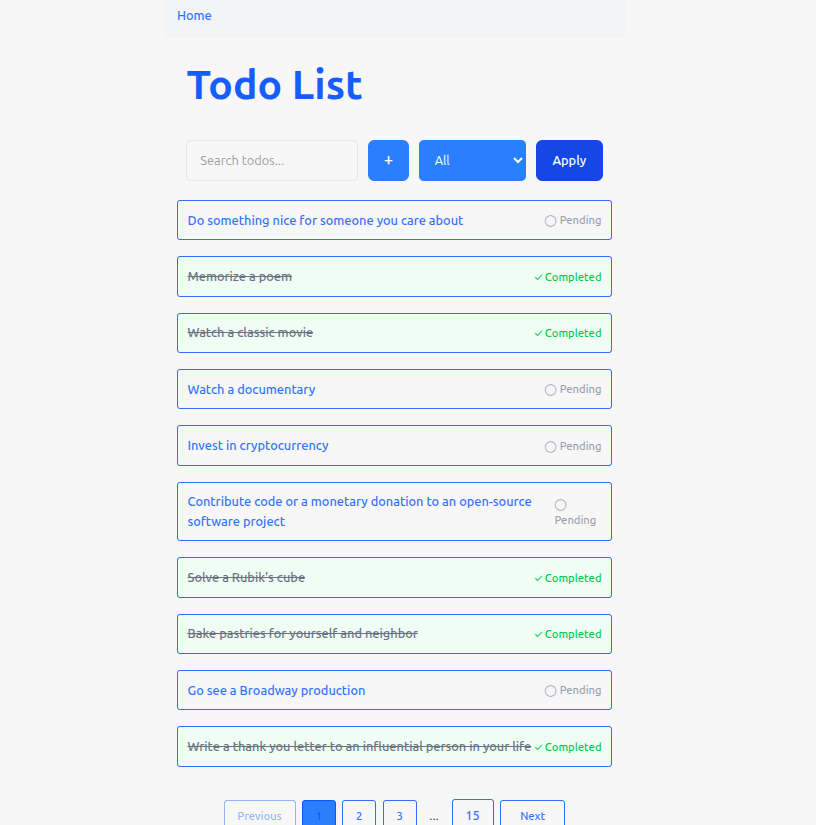 Home
Todo List
Search todos... + All Apply
Do something nice for someone you care about ◯ Pending
Memorize a poem ✓ Completed
Watch a classic movie ✓ Completed
Watch a documentary ◯ Pending
Invest in cryptocurrency ◯ Pending
Contribute code or a monetary donation to an open-source
software project
◯
Pending
Solve a Rubik's cube ✓ Completed
Bake pastries for yourself and neighbor ✓ Completed
Go see a Broadway production ◯ Pending
Write a thank you letter to an influential person in your life ✓ Completed
Previous 1 2 3 ... 15 Next